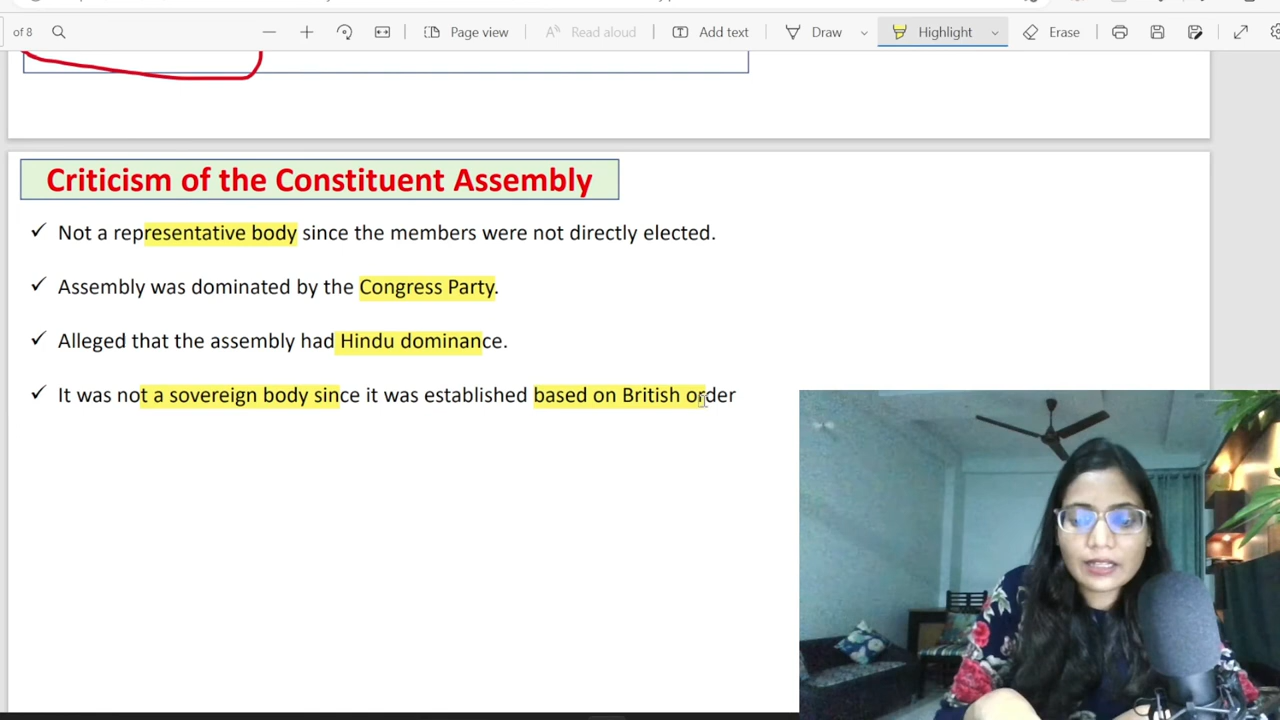 of 8
Page view
Read aloud
Add text
Draw
Highlight
Erase
Criticism of the Constituent Assembly
✓ Not a representative body since the members were not directly elected.
✓ Assembly was dominated by the Congress Party.
✓ Alleged that the assembly had Hindu dominance.
✓ It was not a sovereign body since it was established based on British order